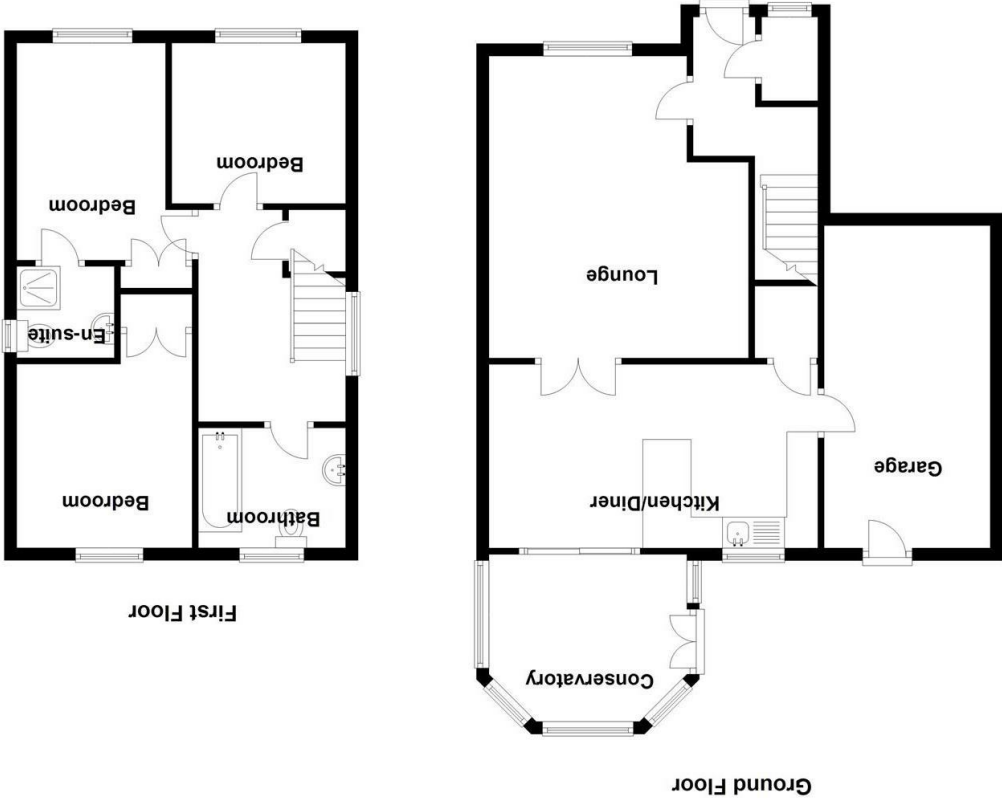 Ground Floor
Conservatory
Kitchen/Diner
Garage
Lounge
First Floor
Bathroom
Bedroom
En-suite
Bedroom
Bedroom